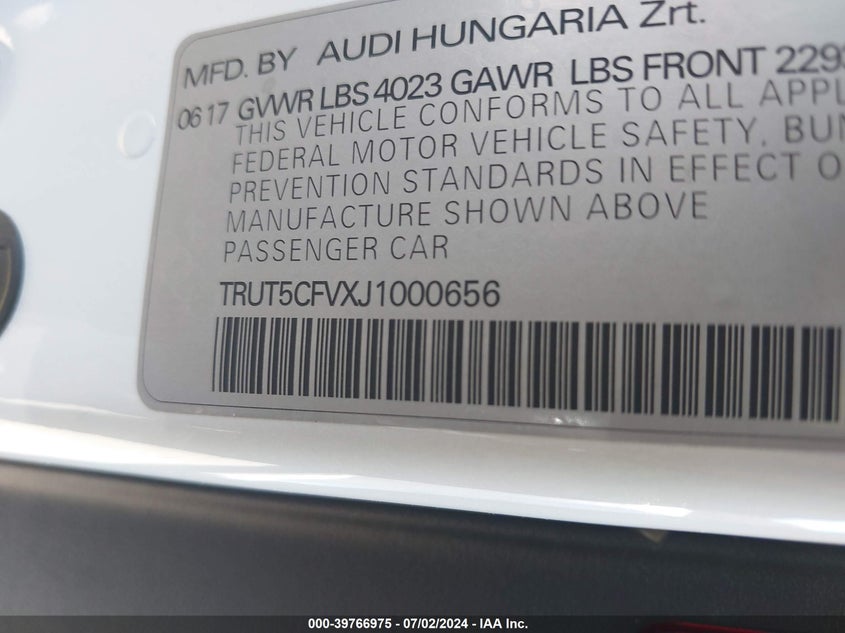 MFD. BY AUDI HUNGARIA Zrt.
06 17 GVWR LBS 4023 GAWR LBS FRONT
THIS VEHICLE CONFORMS TO ALL
FEDERAL MOTOR VEHICLE SAFETY,
PREVENTION STANDARDS IN EFFECT
MANUFACTURE SHOWN ABOVE
PASSENGER CAR
TRUT5CFVXJ1000656
000-39766975 - 07/02/2024 - IAA Inc.